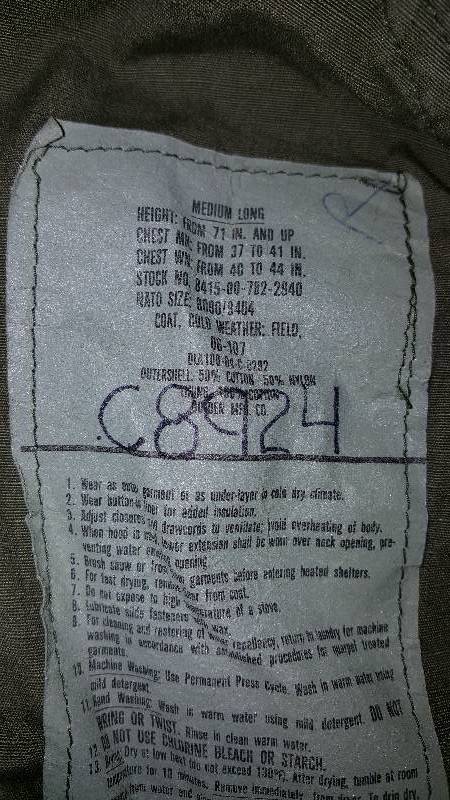 MEDIUM LONG
R
HEIGHT: FROM 71 IN. AND UP
CHEST MN: FROM 37 TO 41 IN.
CHEST WN: FROM 40 TO 44 IN.
STOCK NO. 8415-00-782-2940
NATO SIZE: 8090/9404
COAT, COLD WEATHER: FIELD,
OG-107
OUTERSHELL: 50% COTTON 50% NYLON
MFG CO
C8924
1. Wear as garment or as under-layer in cold dry climate.
2. Wear button-in liner for added insulation.
3. Adjust closures and drawcords to ventilate; void overheating of body.
4. When hood is lower extension shall be worn over neck opening, pre-
venting water opening
5. Brush snow or frost from garments before entering heated shelters.
6. For fast drying, remove liner from coat.
7. Do not expose to high temperature of a stove.
8. Lubricate slide fasteners with wax.
9. For cleaning and restoring of water repellency, return to laundry for machine
washing in accordance with established procedures for quarpel treated
garments.
10. Machine Washing: Use Permanent Press Cycle. Wash in warm water using
mild detergent.
11. Hand Washing: Wash in warm water using mild detergent. DO NOT
WRING OR TWIST. Rinse in clean warm water.
12. DO NOT USE CHLORINE BLEACH OR STARCH.
13. Drying: Dry at low heat (do not exceed 130°F). After drying, tumble at room
temperature for 10 minutes. Remove immediately from dryer. To drip dry,
from water and